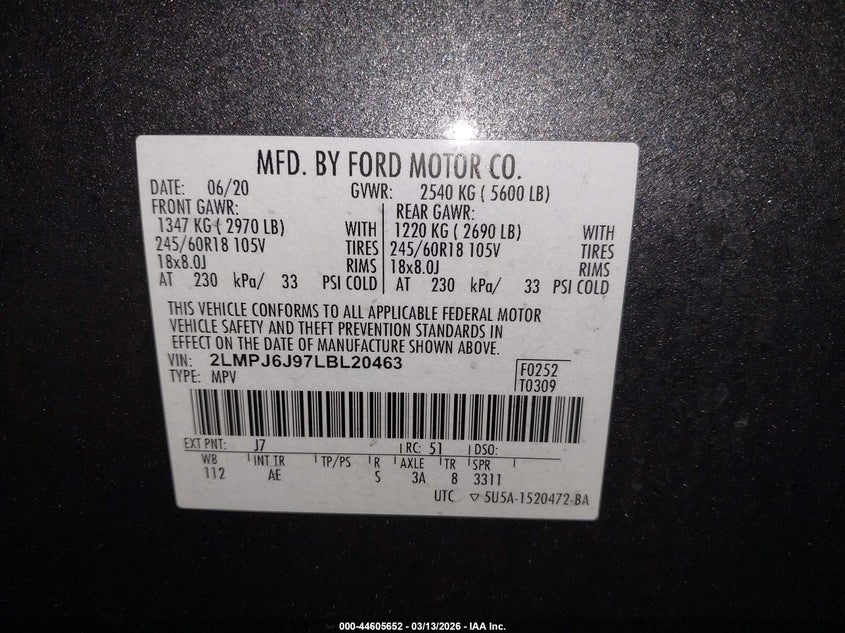 MFD. BY FORD MOTOR CO.
DATE: 06/20 GVWR: 2540 KG ( 5600 LB)
FRONT GAWR: REAR GAWR:
1347 KG ( 2970 LB) WITH 1220 KG ( 2690 LB) WITH
245/60R18 105V TIRES 245/60R18 105V TIRES
18x8.0J RIMS 18x8.0J RIMS
AT 230 kPa/ 33 PSI COLD AT 230 kPa/ 33 PSI COLD
THIS VEHICLE CONFORMS TO ALL APPLICABLE FEDERAL MOTOR
VEHICLE SAFETY AND THEFT PREVENTION STANDARDS IN
EFFECT ON THE DATE OF MANUFACTURE SHOWN ABOVE.
VIN: 2LMPJ6J97LBL20463 F0252
TYPE: MPV T0309
EXT PNT: J7 RC: 51 DSO:
WB INT TR TP/PS R AXLE TR SPR
112 AE S 3A 8 3311
UTC ▽ 5U5A-1520472-BA
000-44605652 - 03/13/2026 - IAA Inc.